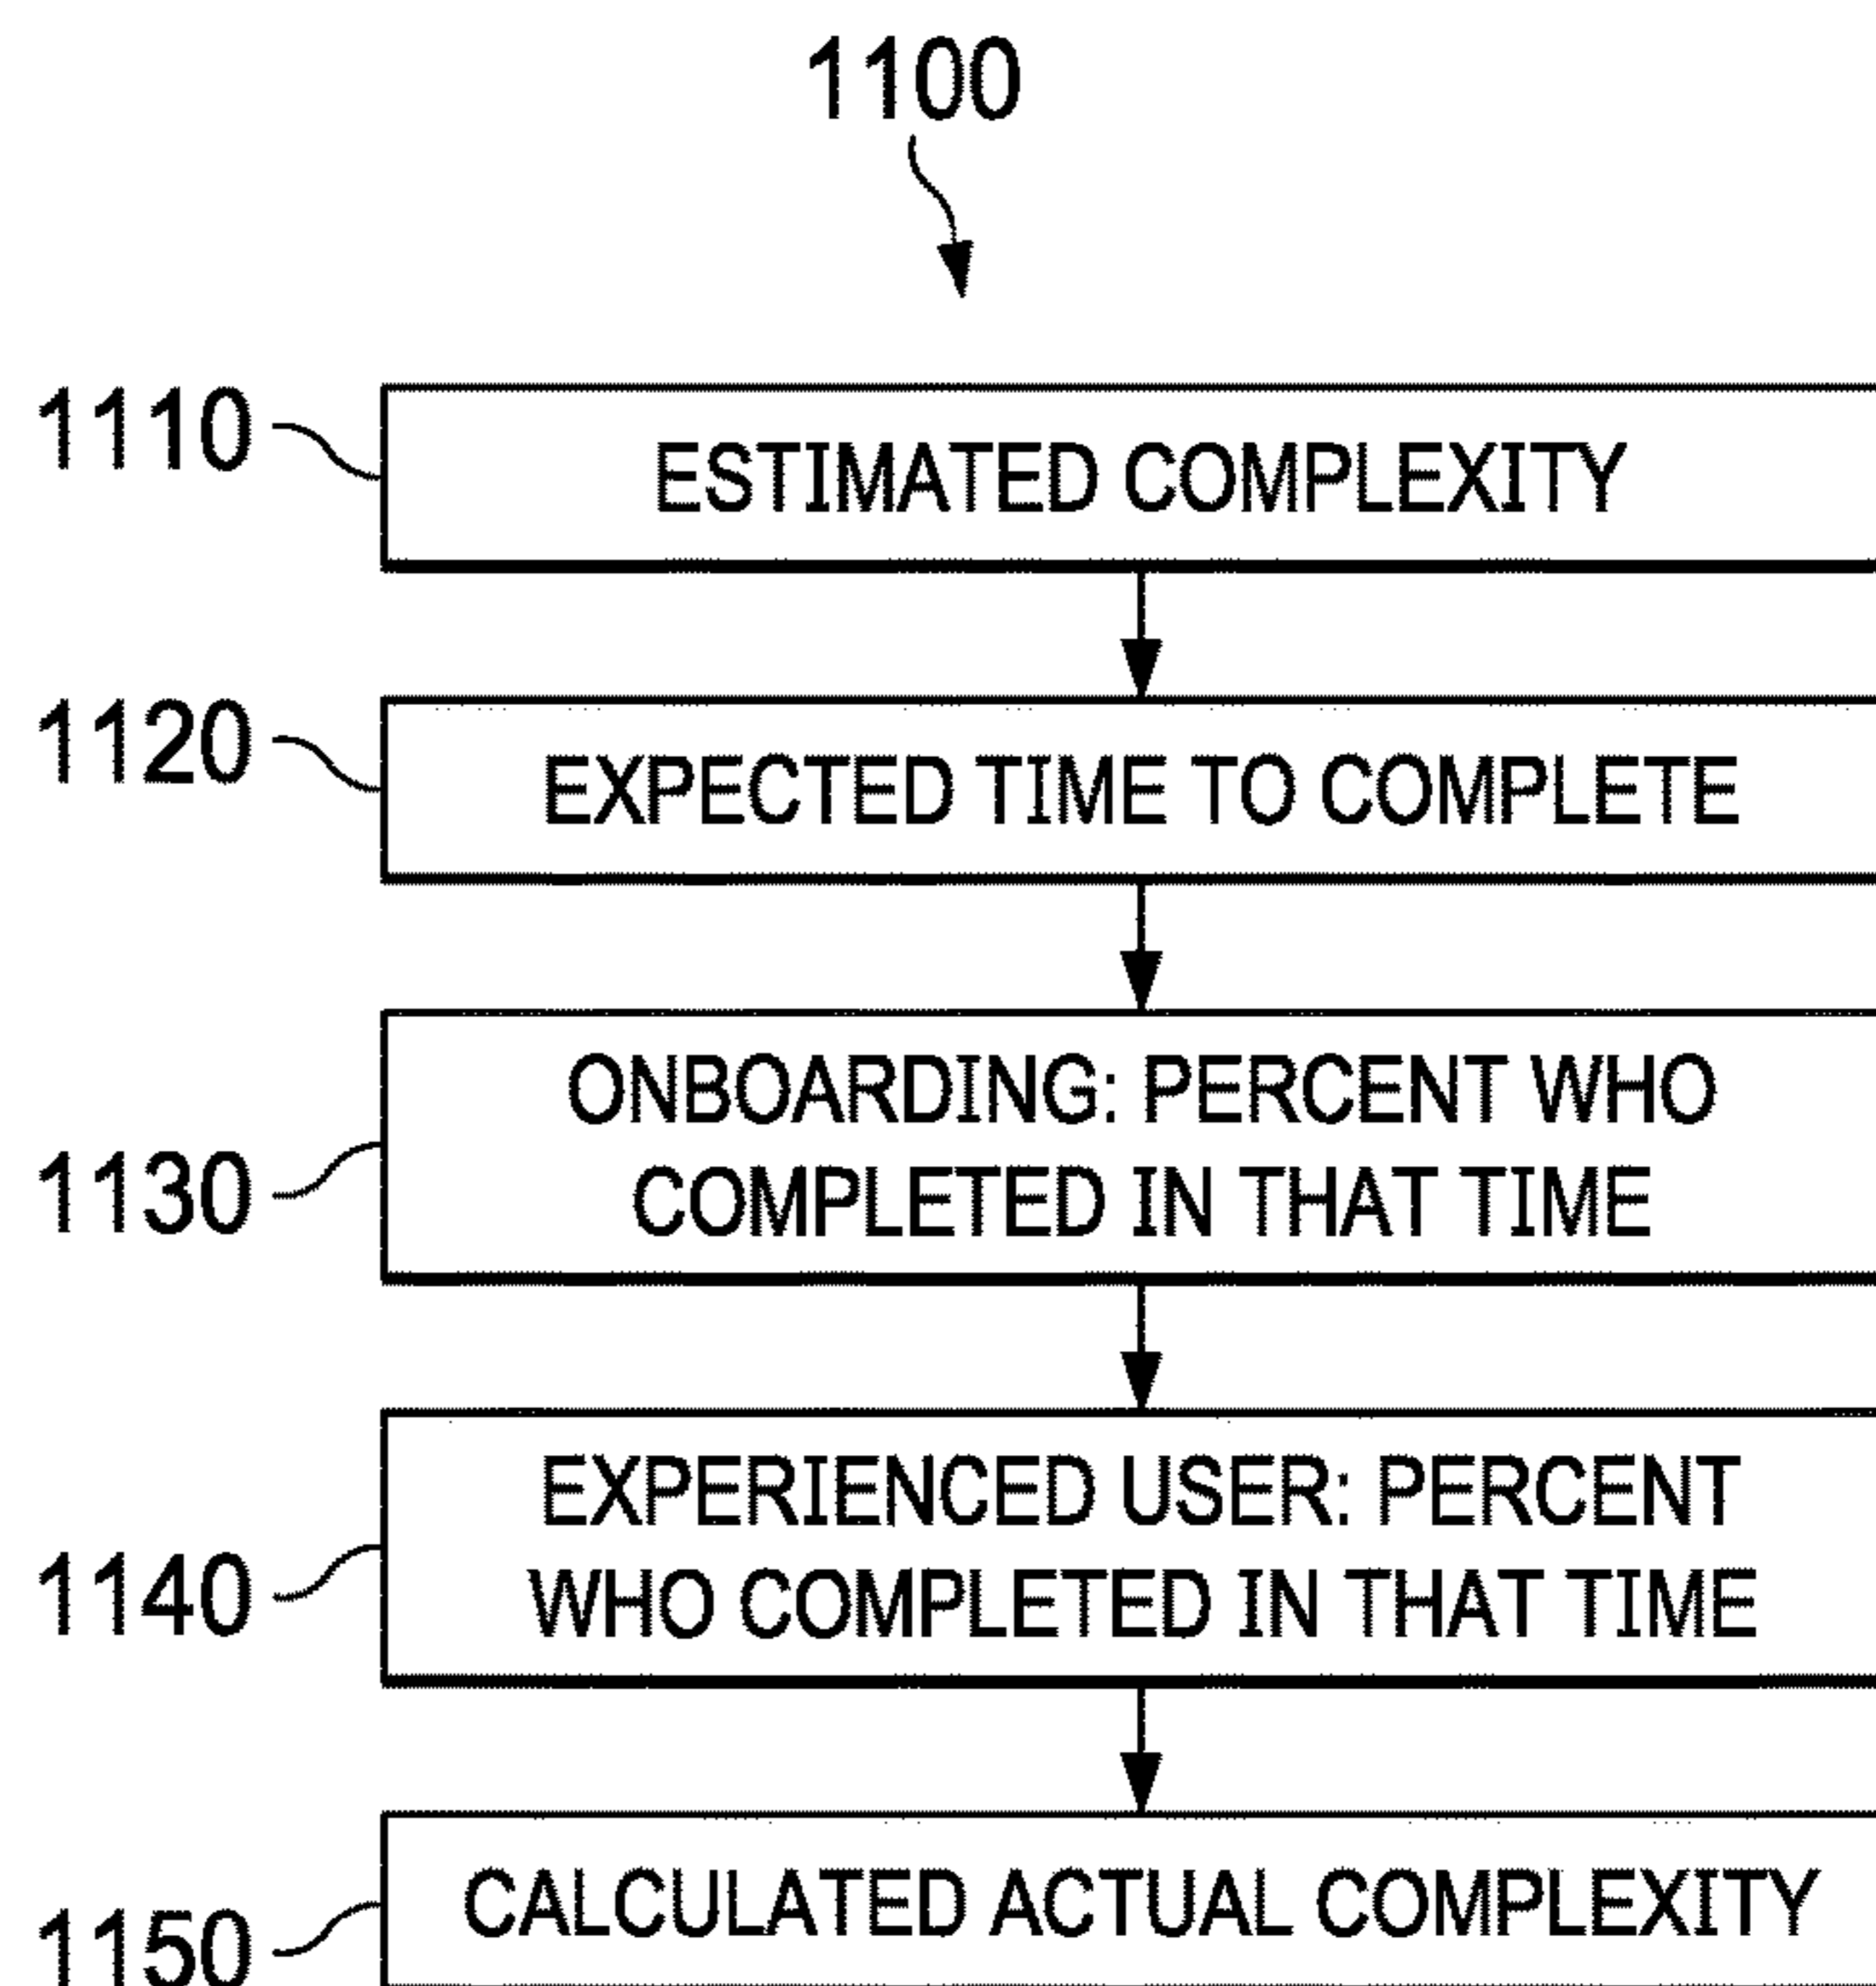 1100
1110
ESTIMATED COMPLEXITY
1120
EXPECTED TIME TO COMPLETE
ONBOARDING: PERCENT WHO
COMPLETED IN THAT TIME
1130
EXPERIENCED USER: PERCENT
WHO COMPLETED IN THAT TIME
1140
CALCULATED ACTUAL COMPLEXITY
1150